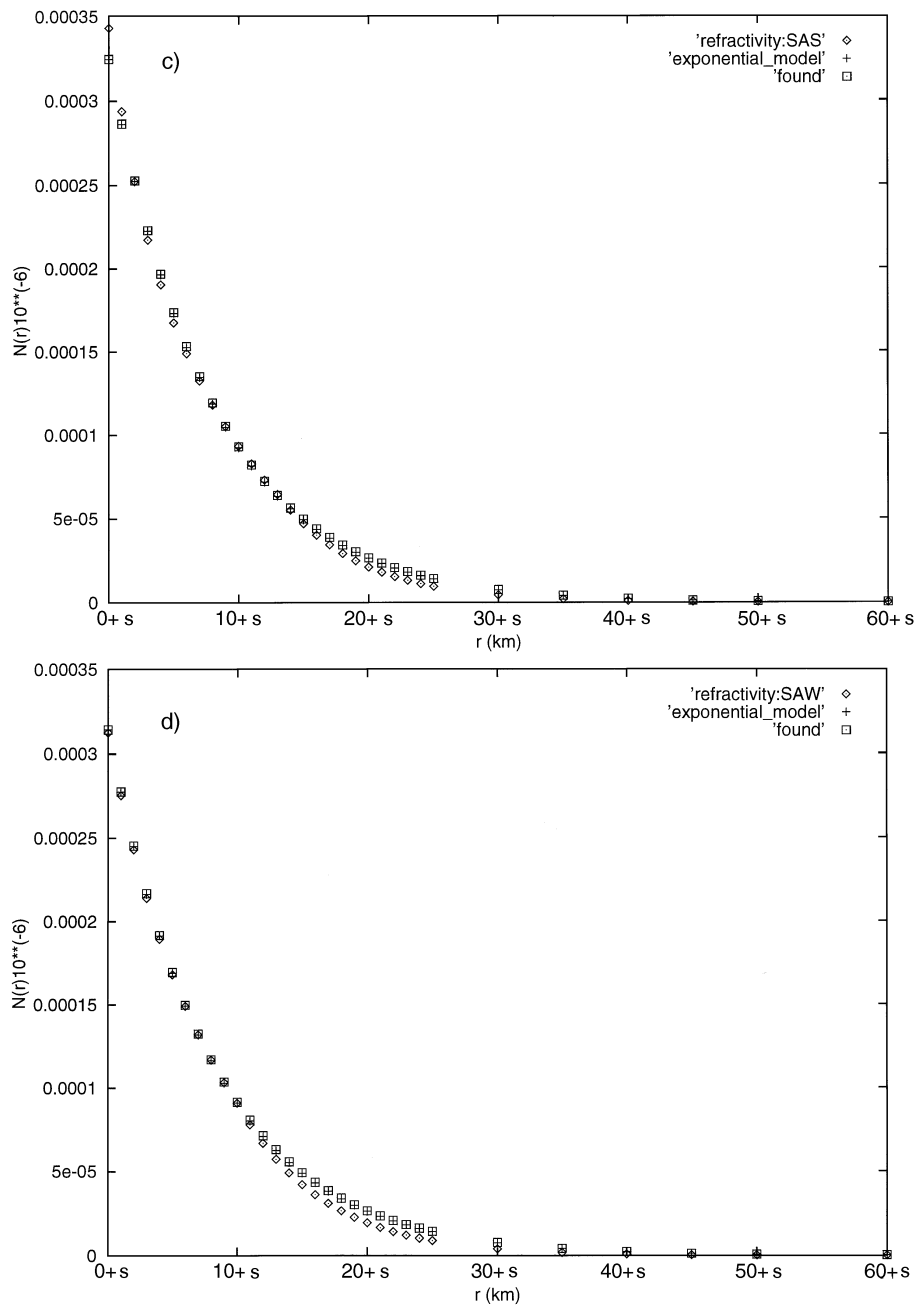 0.00035
c)
'refractivity:SAS'
'exponential_model'
'found'
0.0003
0.00025
0.0002
N(r)10**(-6)
0.00015
0.0001
5e-05
0
0+ s 10+ s 20+ s 30+ s 40+ s 50+ s 60+ s
r (km)
0.00035
d)
'refractivity:SAW'
'exponential_model'
'found'
0.0003
0.00025
0.0002
N(r)10**(-6)
0.00015
0.0001
5e-05
0
0+ s 10+ s 20+ s 30+ s 40+ s 50+ s 60+ s
r (km)